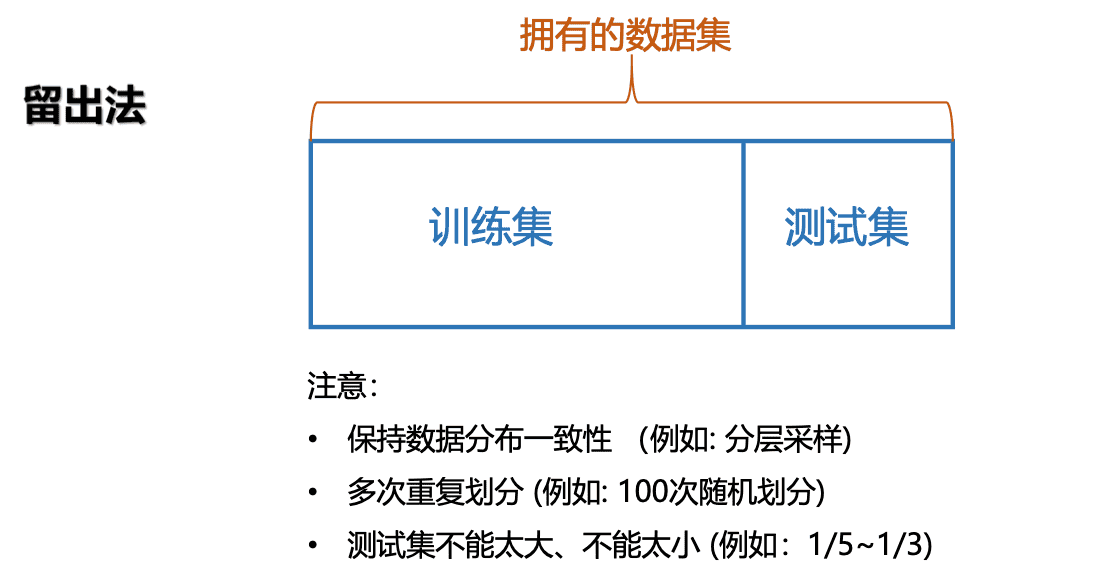 拥有的数据集
留出法
训练集
测试集
注意：
• 保持数据分布一致性 （例如: 分层采样)
• 多次重复划分 (例如: 100次随机划分)
• 测试集不能太大、不能太小 (例如：1/5~1/3)